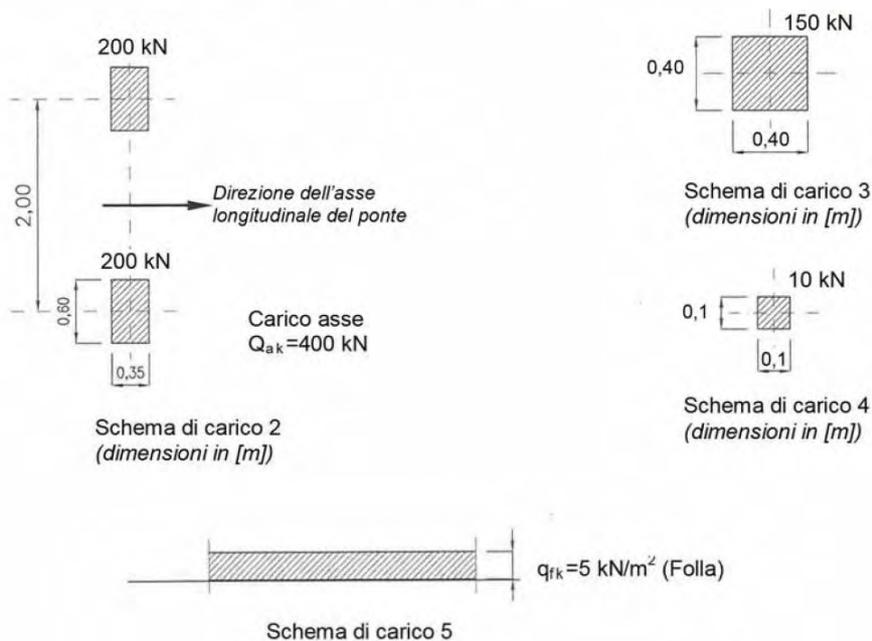 200 kN
2,00
Direzione dell'asse
longitudinale del ponte
200 kN
0,60
0,35
Carico asse
Qak=400 kN
Schema di carico 2
(dimensioni in [m])
150 kN
0,40
0,40
Schema di carico 3
(dimensioni in [m])
10 kN
0,1
0,1
Schema di carico 4
(dimensioni in [m])
qfk=5 kN/m² (Folla)
Schema di carico 5